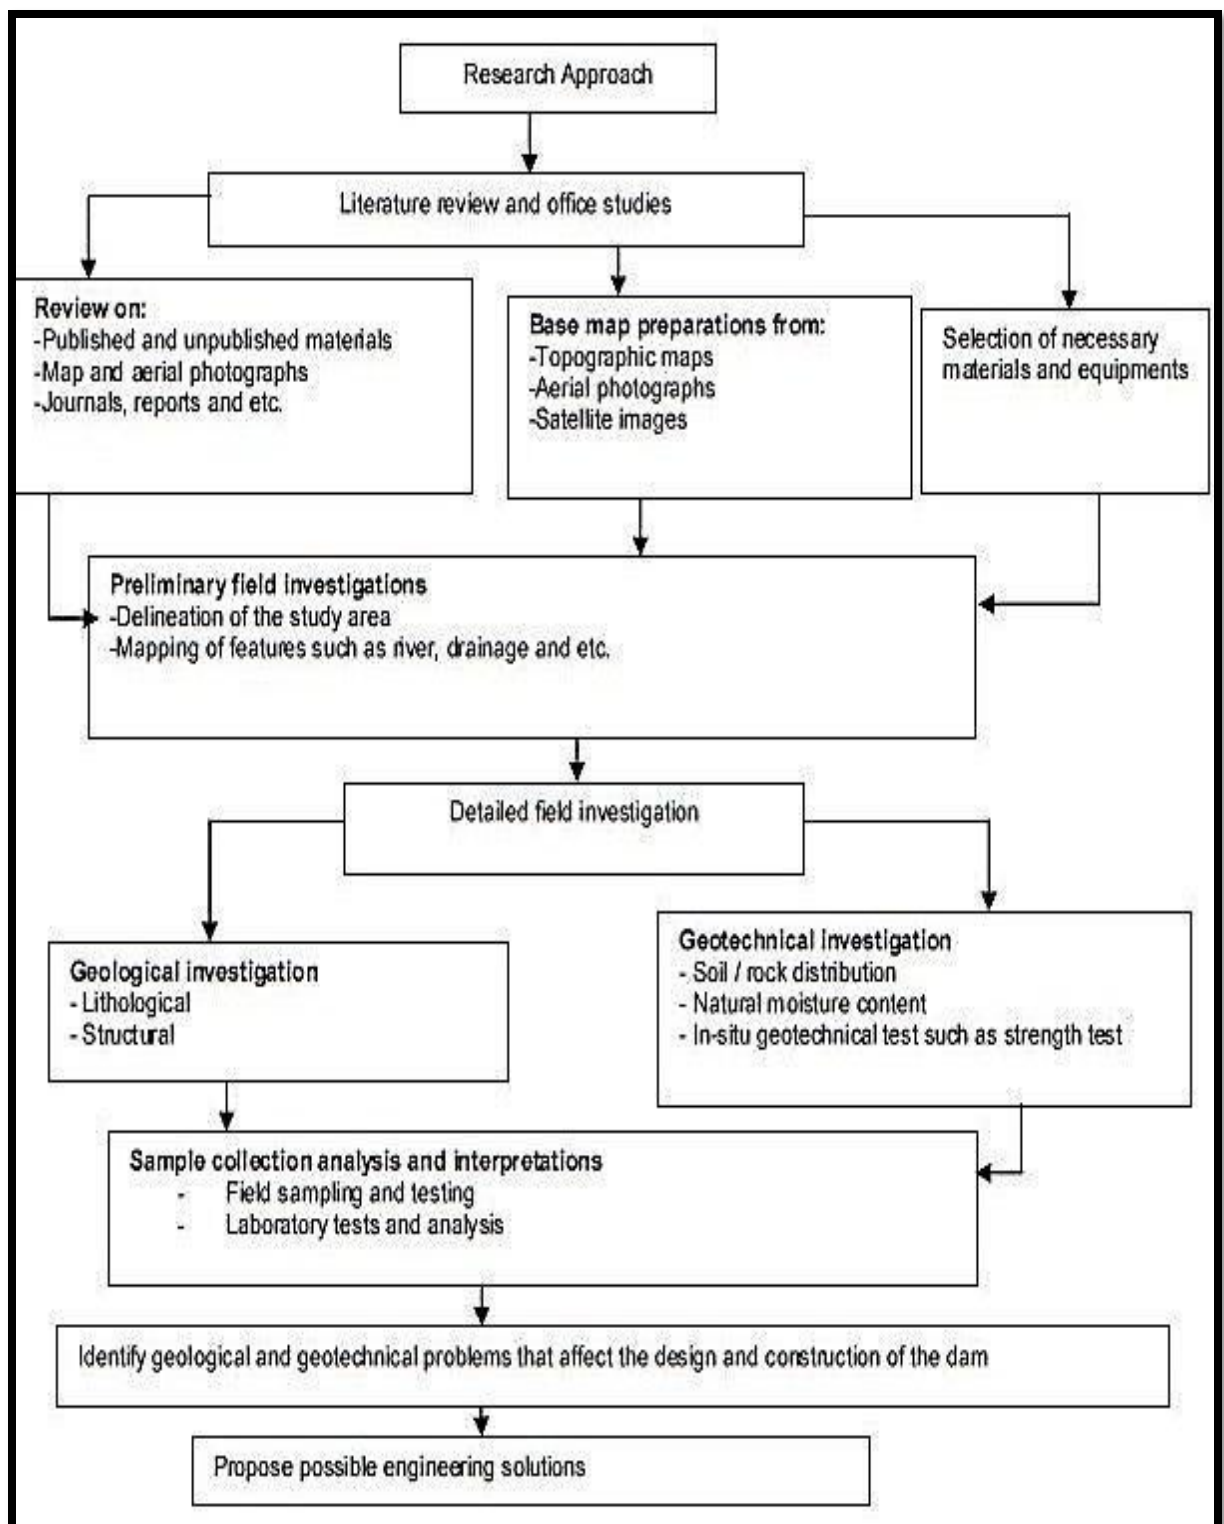 Research Approach
Literature review and office studies
Review on:
-Published and unpublished materials
-Map and aerial photographs
-Journals, reports and etc.
Base map preparations from:
-Topographic maps
-Aerial photographs
-Satellite images
Selection of necessary
materials and equipments
Preliminary field investigations
-Delineation of the study area
-Mapping of features such as river, drainage and etc.
Detailed field investigation
Geological investigation
- Lithological
- Structural
Geotechnical investigation
- Soil / rock distribution
- Natural moisture content
- In-situ geotechnical test such as strength test
Sample collection analysis and interpretations
- Field sampling and testing
- Laboratory tests and analysis
Identify geological and geotechnical problems that affect the design and construction of the dam
Propose possible engineering solutions